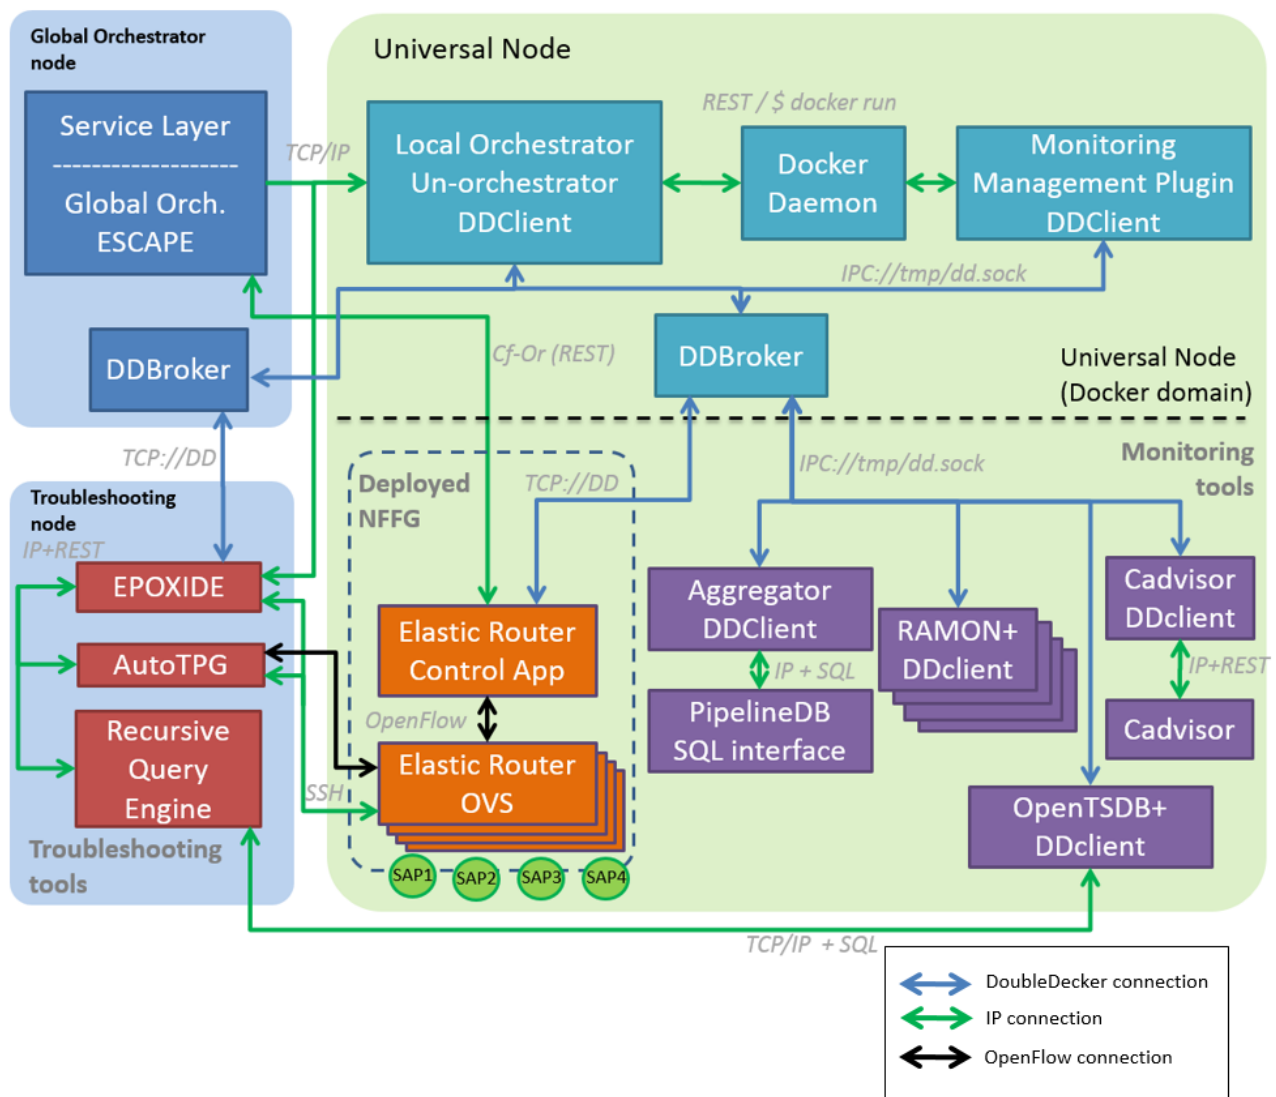 Global Orchestrator
node
Service Layer
-------------------
Global Orch.
ESCAPE
DDBroker
TCP/IP
TCP://DD
Universal Node
Local Orchestrator
Un-orchestrator
DDClient
REST / $ docker run
Docker
Daemon
Monitoring
Management Plugin
DDClient
IPC://tmp/dd.sock
Cf-Or (REST)
DDBroker
Universal Node
(Docker domain)
Troubleshooting
node
IP+REST
EPOXIDE
AutoTPG
Recursive
Query
Engine
Troubleshooting
tools
SSH
Deployed
NFFG
TCP://DD
Elastic Router
Control App
OpenFlow
Elastic Router
OVS
SAP1
SAP2
SAP3
SAP4
IPC://tmp/dd.sock
Monitoring
tools
Aggregator
DDClient
IP + SQL
PipelineDB
SQL interface
RAMON+
DDclient
Cadvisor
DDclient
IP+REST
Cadvisor
OpenTSDB+
DDclient
TCP/IP + SQL
DoubleDecker connection
IP connection
OpenFlow connection